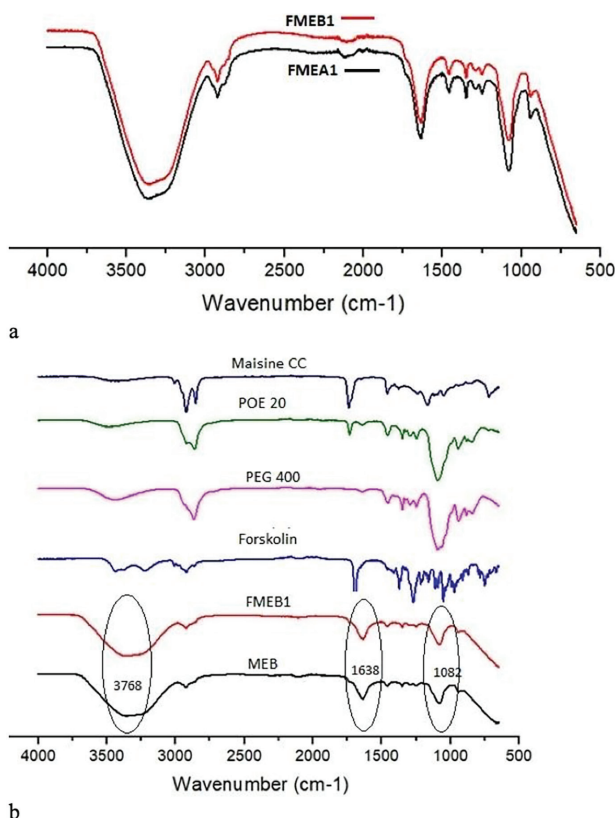 FMEB1
FMEA1
4000 3500 3000 2500 2000 1500 1000 500
Wavenumber (cm-1)
a
Maisine CC
POE 20
PEG 400
Forskolin
FMEB1
MEB
3768 1638 1082
4000 3500 3000 2500 2000 1500 1000 500
Wavenumber (cm-1)
b